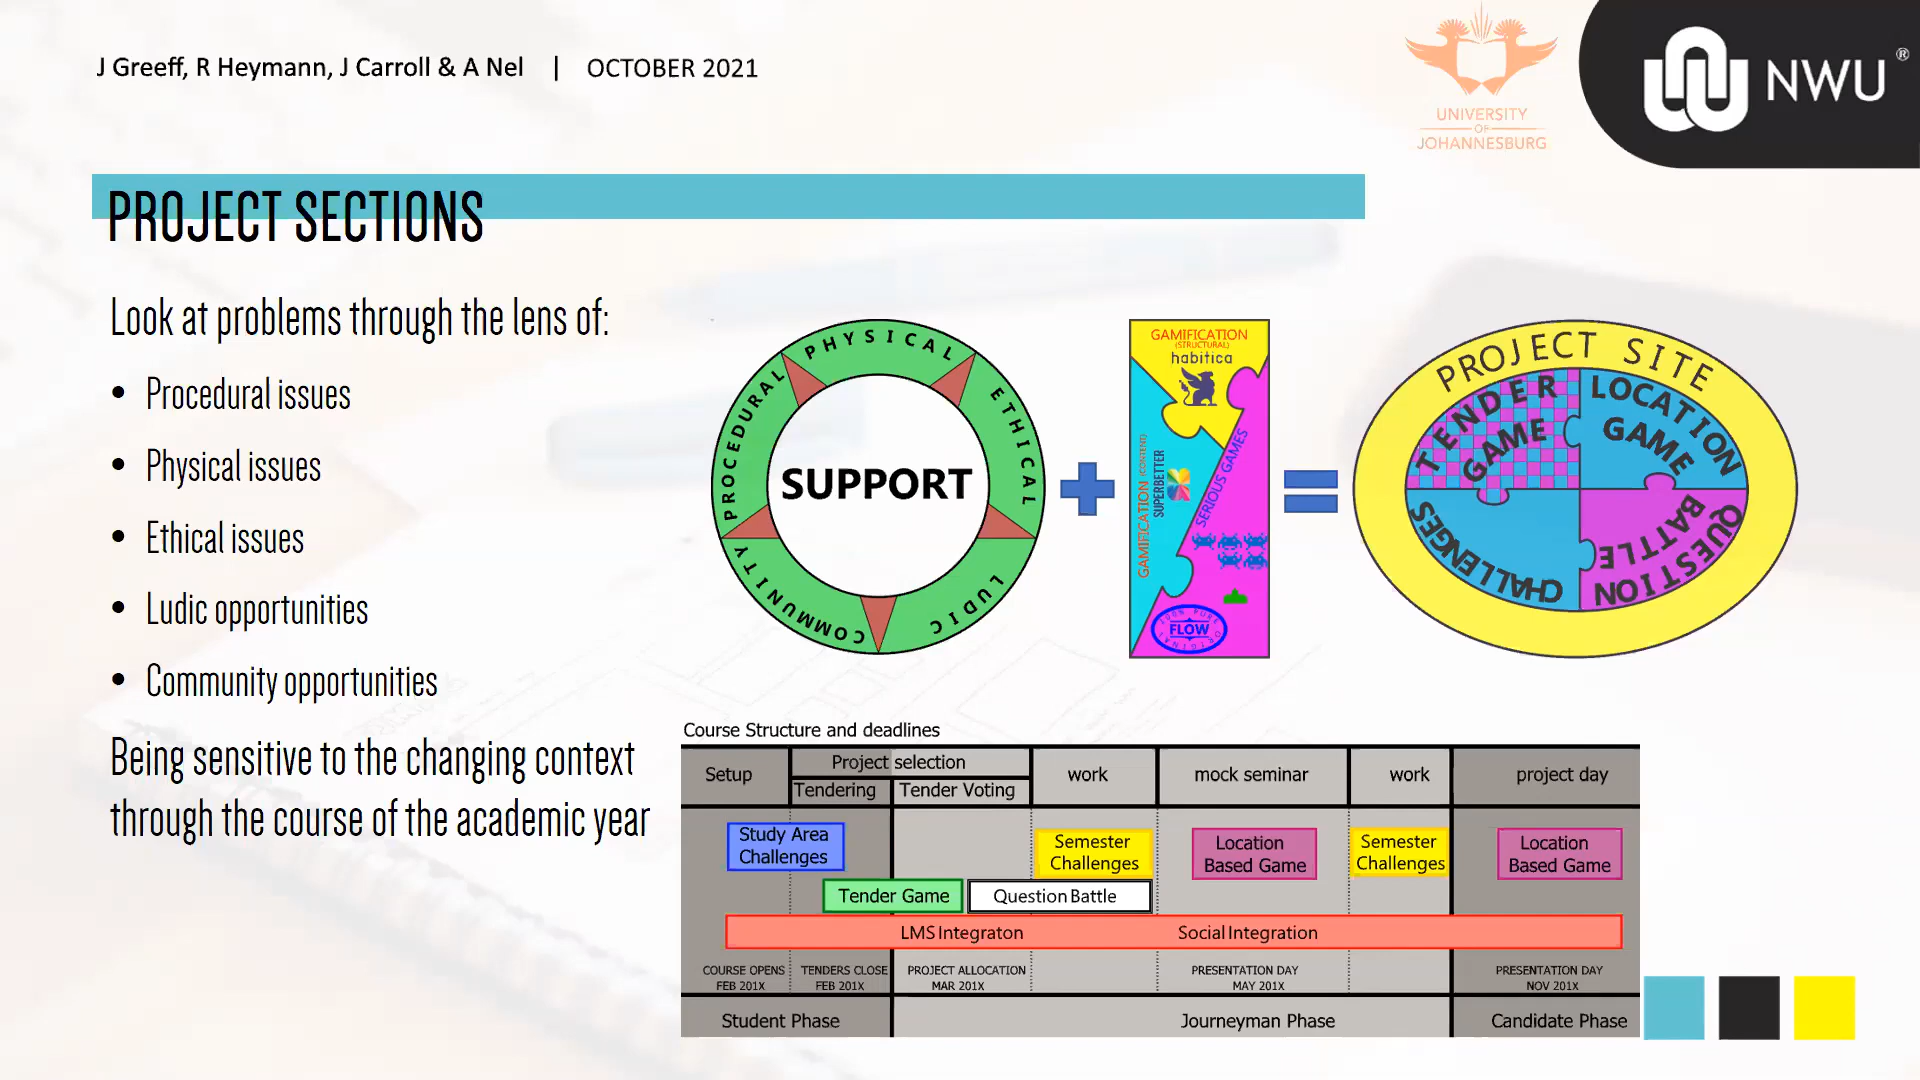 J Greeff, R Heymann, J Carroll & A Nel | OCTOBER 2021
UNIVERSITY
OF
JOHANNESBURG
NWU®
PROJECT SECTIONS
Look at problems through the lens of:
• Procedural issues
• Physical issues
• Ethical issues
• Ludic opportunities
• Community opportunities
Being sensitive to the changing context
through the course of the academic year
PHYSICAL
ETHICAL
LUDIC
COMMUNITY
PROCEDURAL
SUPPORT
GAMIFICATION
(STRUCTURAL)
habitica
GAMIFICATION (CONTENT)
SUPERBETTER
SERIOUS GAMES
100% PURE
FLOW
ORIGINAL
PROJECT SITE
TENDER
GAME
LOCATION
GAME
CHALLENGES
QUESTION
BATTLE
Course Structure and deadlines
Setup
Project selection
Tendering
Tender Voting
work
mock seminar
work
project day
Study Area
Challenges
Semester
Challenges
Location
Based Game
Semester
Challenges
Location
Based Game
Tender Game
Question Battle
LMS Integraton
Social Integration
COURSE OPENS
FEB 201X
TENDERS CLOSE
FEB 201X
PROJECT ALLOCATION
MAR 201X
PRESENTATION DAY
MAY 201X
PRESENTATION DAY
NOV 201X
Student Phase
Journeyman Phase
Candidate Phase